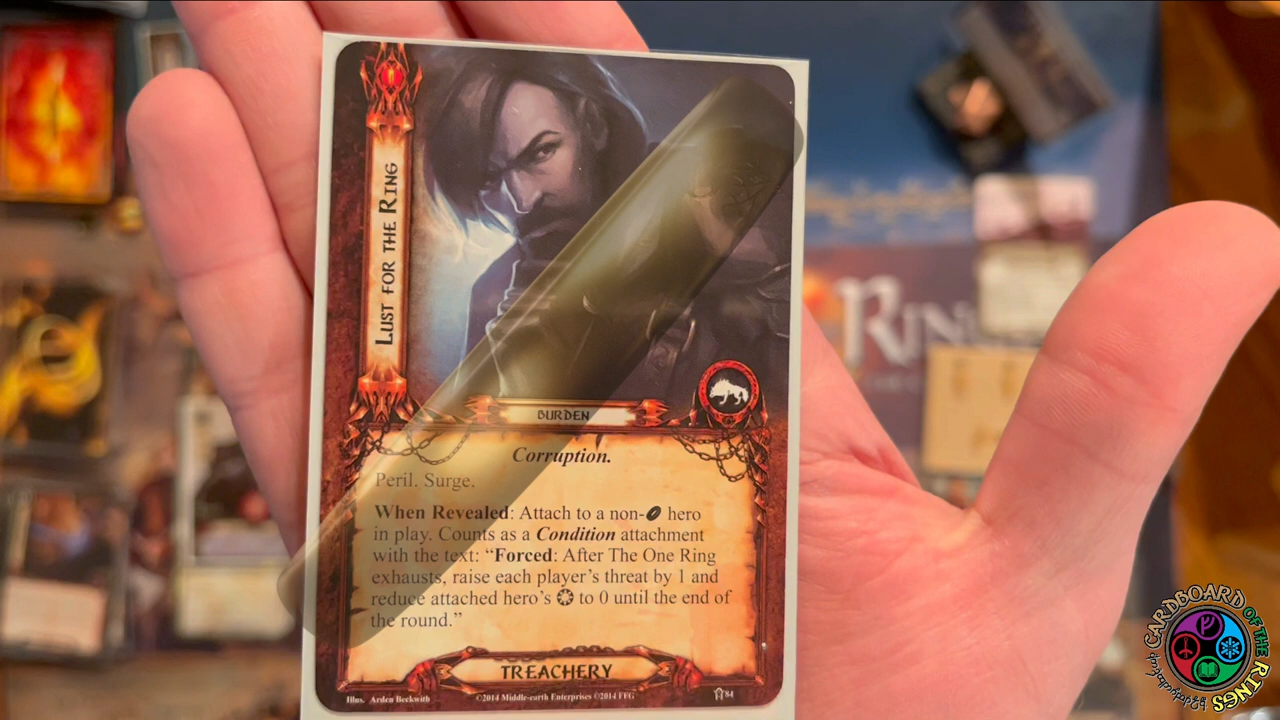 LUST FOR THE RING
BURDEN
Corruption.
Peril. Surge.
When Revealed: Attach to a non- hero
in play. Counts as a Condition attachment
with the text: “Forced: After The One Ring
exhausts, raise each player’s threat by 1 and
reduce attached hero’s to 0 until the end of
the round.”
TREACHERY
Illus. Arden Beckwith
©2014 Middle-earth Enterprises ©2014 FFG
84
RIN
CARDBOARD OF THE RINGS